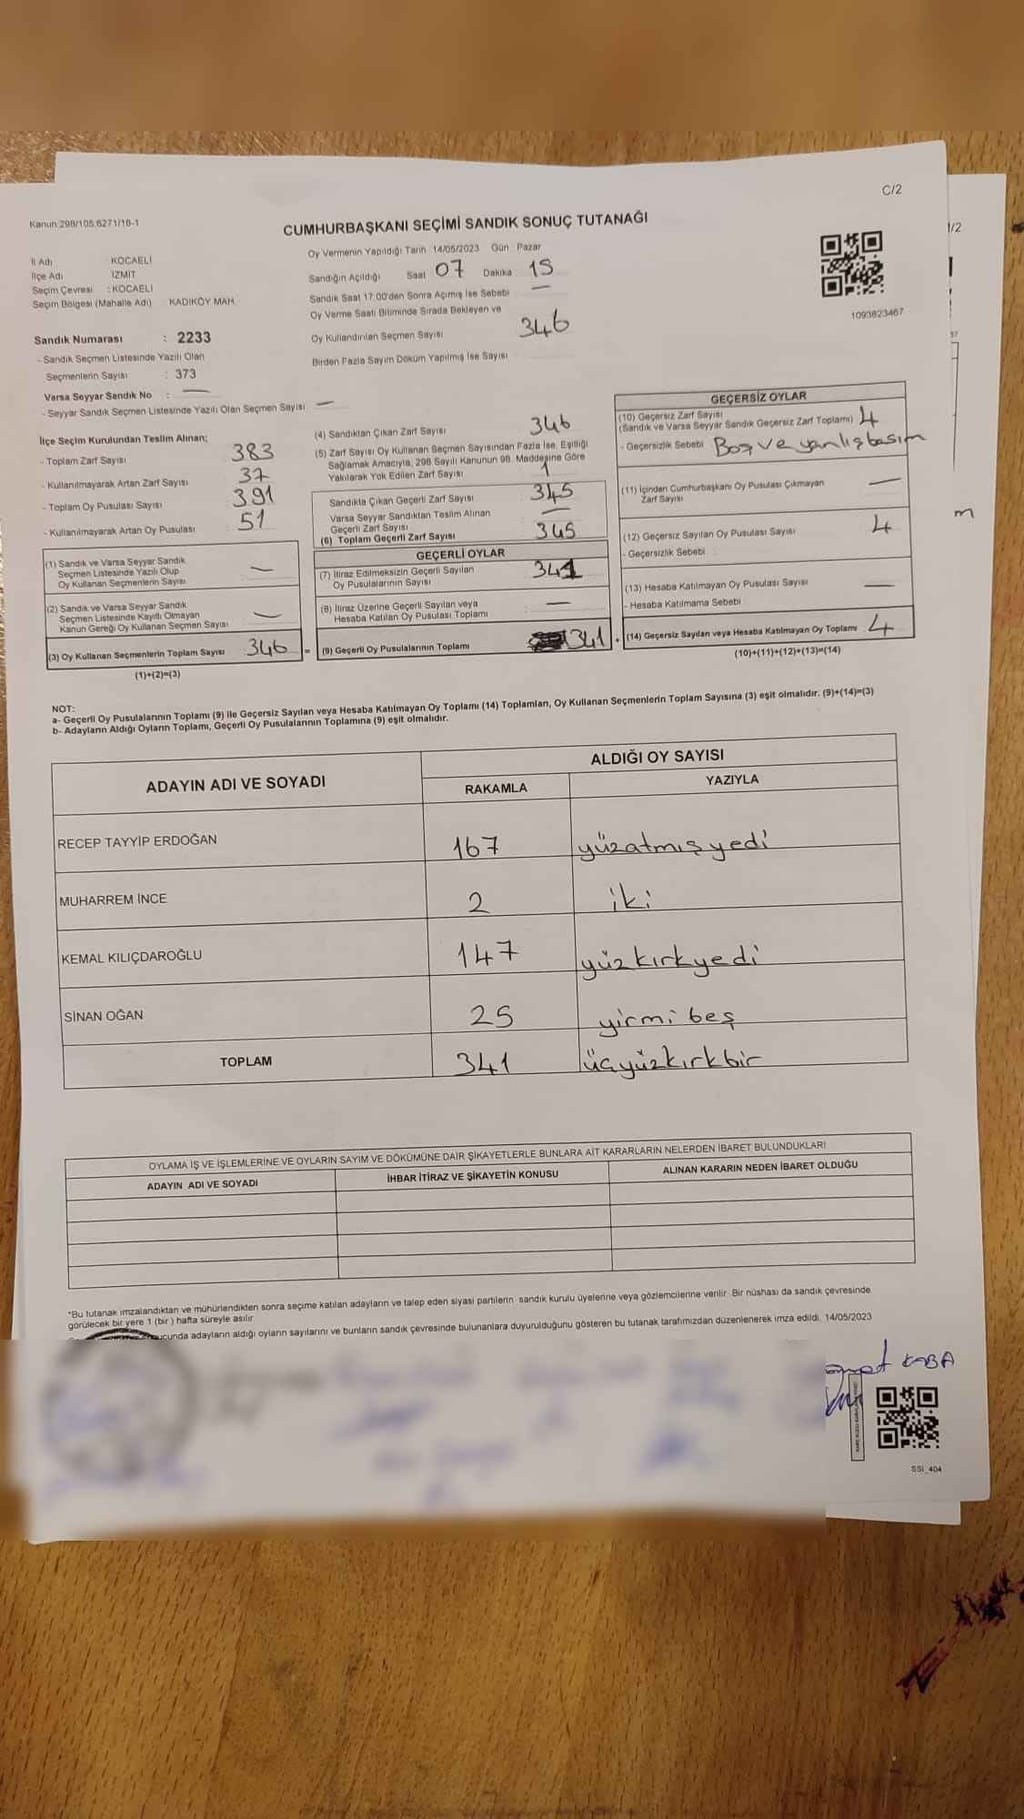 C/2
1/2
Kanun:298/105;6271/18-1
CUMHURBAŞKANI SEÇİMİ SANDIK SONUÇ TUTANAĞI
İl Adı KOCAELİ
İlçe Adı İZMİT
Seçim Çevresi : KOCAELİ
Seçim Bölgesi (Mahalle Adı) KADIKÖY MAH.
Oy Vermenin Yapıldığı Tarih 14/05/2023 Gün Pazar
Sandığın Açıldığı Saat 07 Dakika 15
Sandık Saat 17:00'den Sonra Açılmış İse Sebebi —
Oy Verme Saati Bitiminde Sırada Bekleyen ve
Oy Kullandırılan Seçmen Sayısı 346
Birden Fazla Sayım Döküm Yapılmış İse Sayısı
1093823467
Sandık Numarası : 2233
- Sandık Seçmen Listesinde Yazılı Olan
Seçmenlerin Sayısı : 373
Varsa Seyyar Sandık No : —
- Seyyar Sandık Seçmen Listesinde Yazılı Olan Seçmen Sayısı : —
İlçe Seçim Kurulundan Teslim Alınan;
- Toplam Zarf Sayısı 383
- Kullanılmayarak Artan Zarf Sayısı 37
- Toplam Oy Pusulası Sayısı 391
- Kullanılmayarak Artan Oy Pusulası 51
(1) Sandık ve Varsa Seyyar Sandık
Seçmen Listesinde Yazılı Olup
Oy Kullanan Seçmenlerin Sayısı —
(2) Sandık ve Varsa Seyyar Sandık
Seçmen Listesinde Kayıtlı Olmayan
Kanun Gereği Oy Kullanan Seçmen Sayısı —
(3) Oy Kullanan Seçmenlerin Toplam Sayısı 346
(1)+(2)=(3)
(4) Sandıktan Çıkan Zarf Sayısı 346
(5) Zarf Sayısı Oy Kullanan Seçmen Sayısından Fazla İse, Eşitliği
Sağlamak Amacıyla, 298 Sayılı Kanunun 98. Maddesine Göre
Yakılarak Yok Edilen Zarf Sayısı 1
Sandıkta Çıkan Geçerli Zarf Sayısı 345
Varsa Seyyar Sandıktan Teslim Alınan
Geçerli Zarf Sayısı —
(6) Toplam Geçerli Zarf Sayısı 345
GEÇERLİ OYLAR
(7) İtiraz Edilmeksizin Geçerli Sayılan
Oy Pusulalarının Sayısı 341
(8) İtiraz Üzerine Geçerli Sayılan veya
Hesaba Katılan Oy Pusulası Toplamı —
= (9) Geçerli Oy Pusulalarının Toplamı 341
GEÇERSİZ OYLAR
(10) Geçersiz Zarf Sayısı
(Sandık ve Varsa Seyyar Sandık Geçersiz Zarf Toplamı) 4
- Geçersizlik Sebebi Boş ve yanlış basım
(11) İçinden Cumhurbaşkanı Oy Pusulası Çıkmayan
Zarf Sayısı —
(12) Geçersiz Sayılan Oy Pusulası Sayısı 4
- Geçersizlik Sebebi
(13) Hesaba Katılmayan Oy Pusulası Sayısı —
- Hesaba Katılmama Sebebi
+ (14) Geçersiz Sayılan veya Hesaba Katılmayan Oy Toplamı 4
(10)+(11)+(12)+(13)=(14)
NOT:
a- Geçerli Oy Pusulalarının Toplamı (9) ile Geçersiz Sayılan veya Hesaba Katılmayan Oy Toplamı (14) Toplamları, Oy Kullanan Seçmenlerin Toplam Sayısına (3) eşit olmalıdır. (9)+(14)=(3)
b- Adayların Aldığı Oyların Toplamı, Geçerli Oy Pusulalarının Toplamına (9) eşit olmalıdır.
ADAYIN ADI VE SOYADI
ALDIĞI OY SAYISI
RAKAMLA YAZIYLA
RECEP TAYYİP ERDOĞAN 167 yüzatmışyedi
MUHARREM İNCE 2 iki
KEMAL KILIÇDAROĞLU 147 yüzkırkyedi
SİNAN OĞAN 25 yirmi beş
TOPLAM 341 üçyüzkırkbir
OYLAMA İŞ VE İŞLEMLERİNE VE OYLARIN SAYIM VE DÖKÜMÜNE DAİR ŞİKAYETLERLE BUNLARA AİT KARARLARIN NELERDEN İBARET BULUNDUKLARI
ADAYIN ADI VE SOYADI İHBAR İTİRAZ VE ŞİKAYETİN KONUSU ALINAN KARARIN NEDEN İBARET OLDUĞU
*Bu tutanak imzalandıktan ve mühürlendikten sonra seçime katılan adayların ve talep eden siyasi partilerin sandık kurulu üyelerine veya gözlemcilerine verilir. Bir nüshası da sandık çevresinde
görülecek bir yere 1 (bir) hafta süreyle asılır
adayların aldığı oyların sayılarını ve bunların sandık çevresinde bulunanlara duyurulduğunu gösteren bu tutanak tarafımızdan düzenlenerek imza edildi. 14/05/2023
KABA
SSI_404